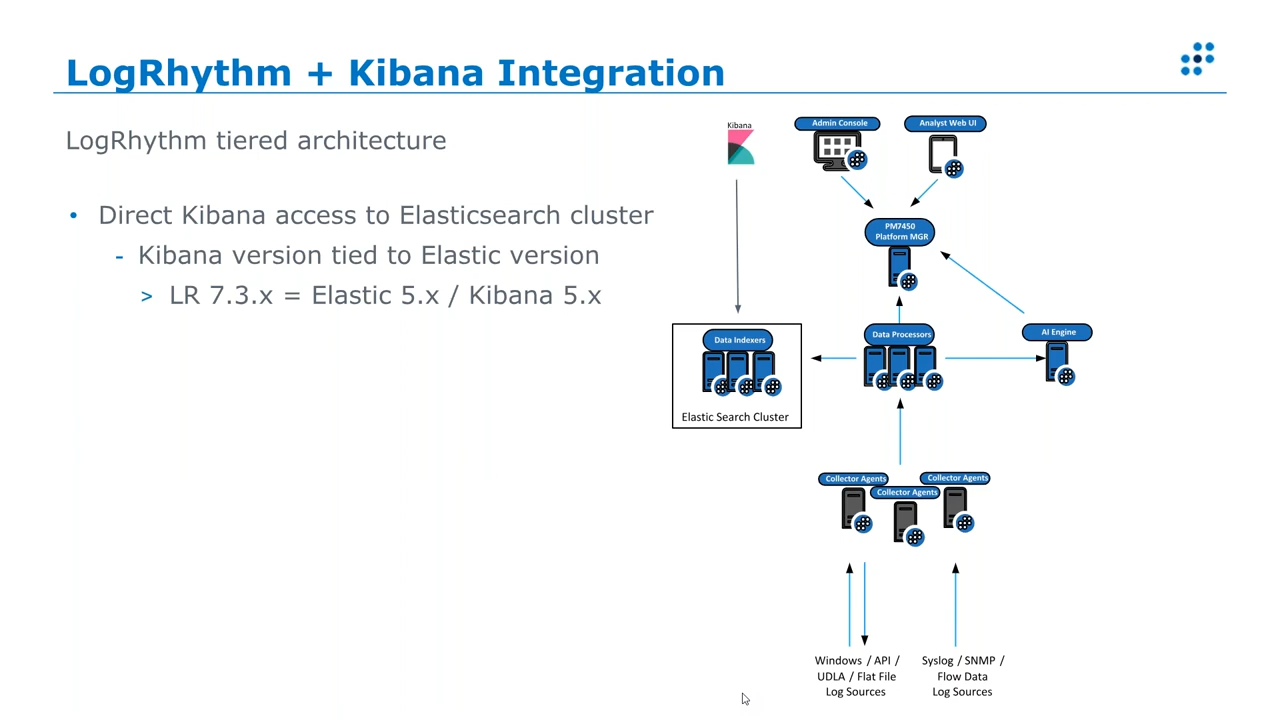 LogRhythm + Kibana Integration
LogRhythm tiered architecture
• Direct Kibana access to Elasticsearch cluster
- Kibana version tied to Elastic version
> LR 7.3.x = Elastic 5.x / Kibana 5.x
Kibana
Admin Console
Analyst Web UI
PM7450
Platform MGR
Data Indexers
Data Processors
AI Engine
Elastic Search Cluster
Collector Agents
Collector Agents
Collector Agents
Windows / API /
UDLA / Flat File
Log Sources
Syslog / SNMP /
Flow Data
Log Sources